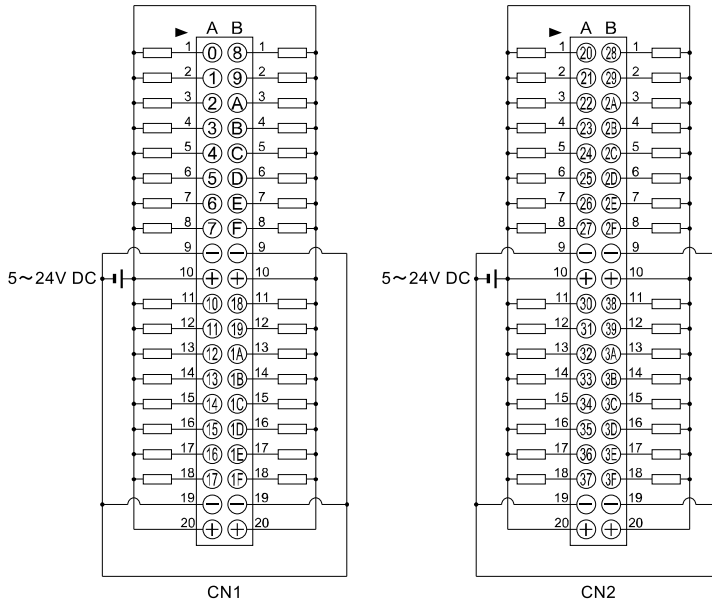 A B A B
1 0 8 1 1 20 28 1
2 1 9 2 2 21 29 2
3 2 A 3 3 22 2A 3
4 3 B 4 4 23 2B 4
5 4 C 5 5 24 2C 5
6 5 D 6 6 25 2D 6
7 6 E 7 7 26 2E 7
8 7 F 8 8 27 2F 8
9 − − 9 9 − − 9
5～24V DC 10 + + 10 5～24V DC 10 + + 10
11 10 18 11 11 30 38 11
12 11 19 12 12 31 39 12
13 12 1A 13 13 32 3A 13
14 13 1B 14 14 33 3B 14
15 14 1C 15 15 34 3C 15
16 15 1D 16 16 35 3D 16
17 16 1E 17 17 36 3E 17
18 17 1F 18 18 37 3F 18
19 − − 19 19 − − 19
20 + + 20 20 + + 20
CN1 CN2